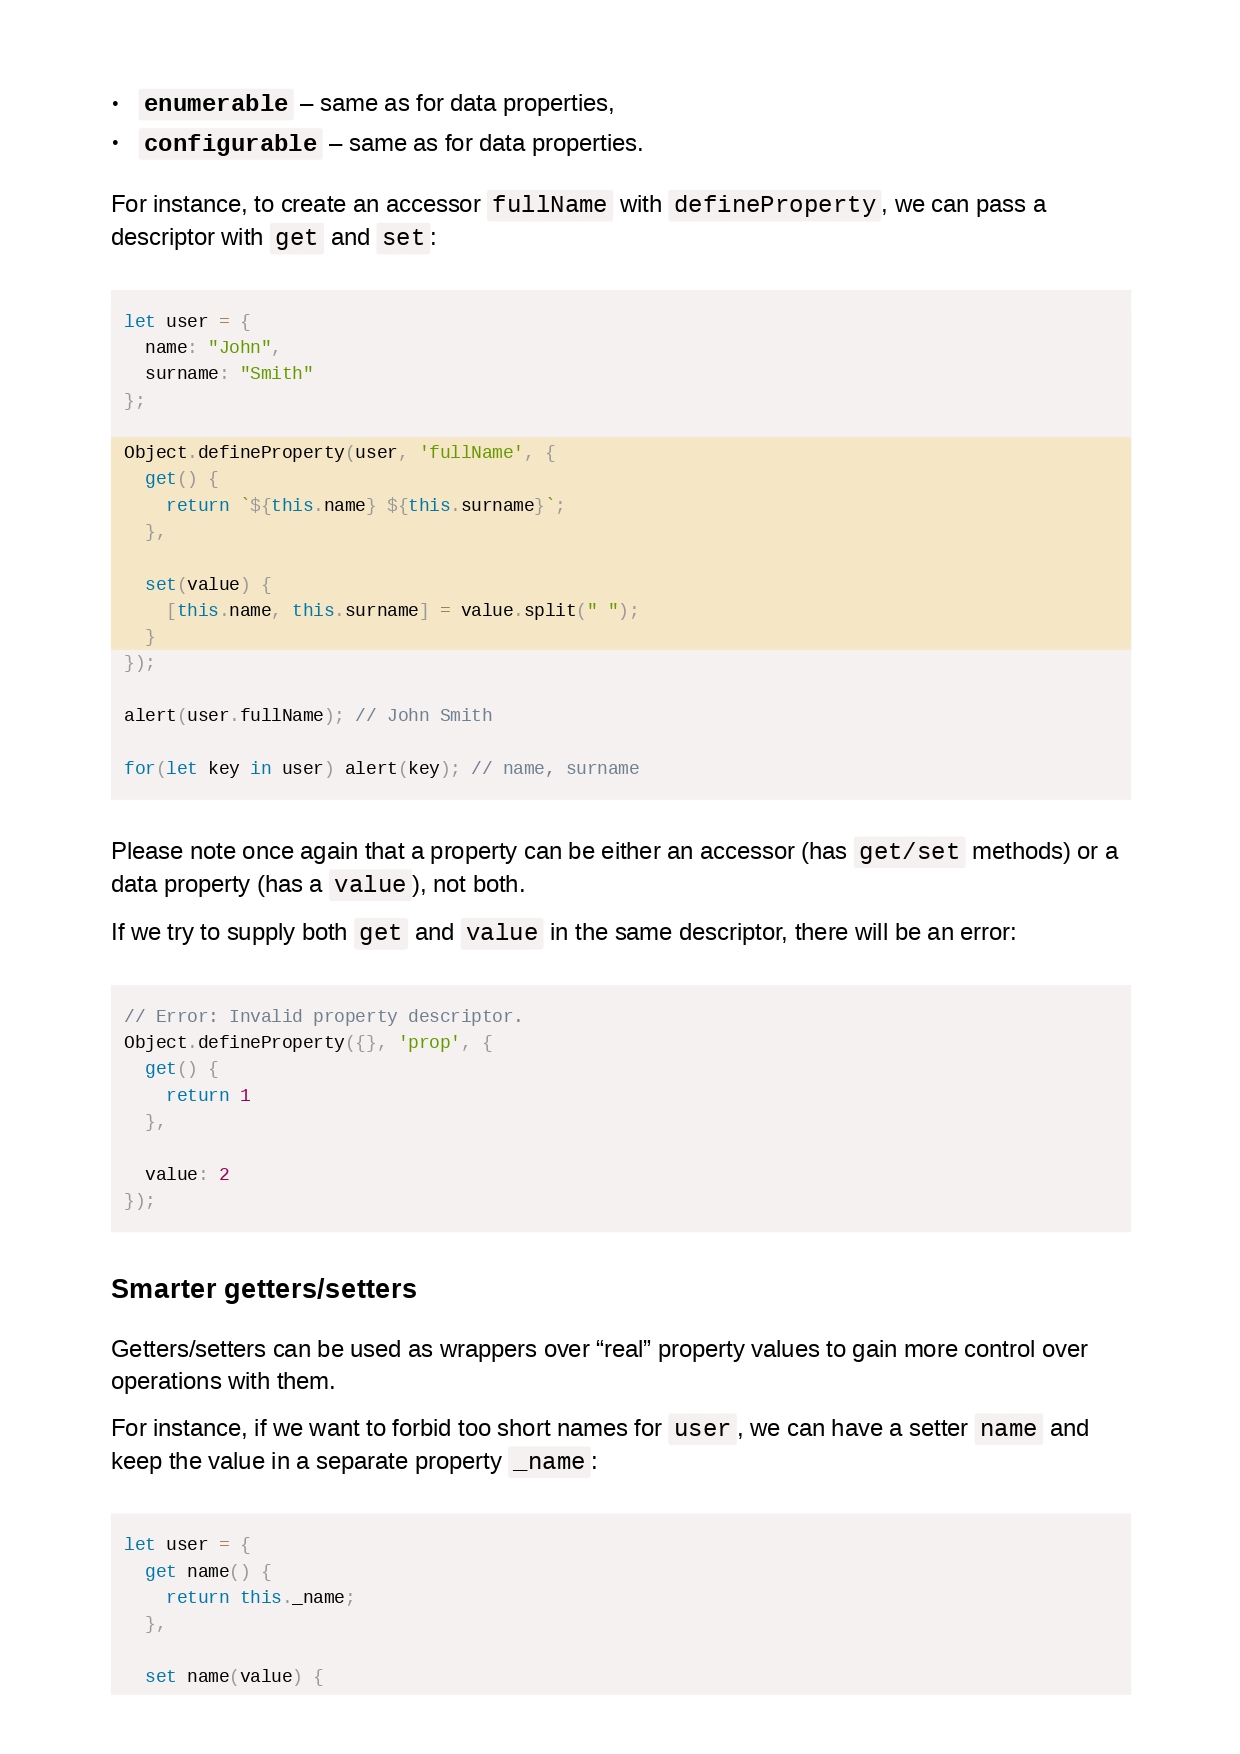 • enumerable – same as for data properties,
• configurable – same as for data properties.
For instance, to create an accessor fullName with defineProperty, we can pass a
descriptor with get and set:
let user = {
  name: "John",
  surname: "Smith"
};
Object.defineProperty(user, 'fullName', {
  get() {
    return `${this.name} ${this.surname}`;
  },
  set(value) {
    [this.name, this.surname] = value.split(" ");
  }
});
alert(user.fullName); // John Smith
for(let key in user) alert(key); // name, surname
Please note once again that a property can be either an accessor (has get/set methods) or a
data property (has a value), not both.
If we try to supply both get and value in the same descriptor, there will be an error:
// Error: Invalid property descriptor.
Object.defineProperty({}, 'prop', {
  get() {
    return 1
  },
  value: 2
});
Smarter getters/setters
Getters/setters can be used as wrappers over “real” property values to gain more control over
operations with them.
For instance, if we want to forbid too short names for user, we can have a setter name and
keep the value in a separate property _name:
let user = {
  get name() {
    return this._name;
  },
  set name(value) {